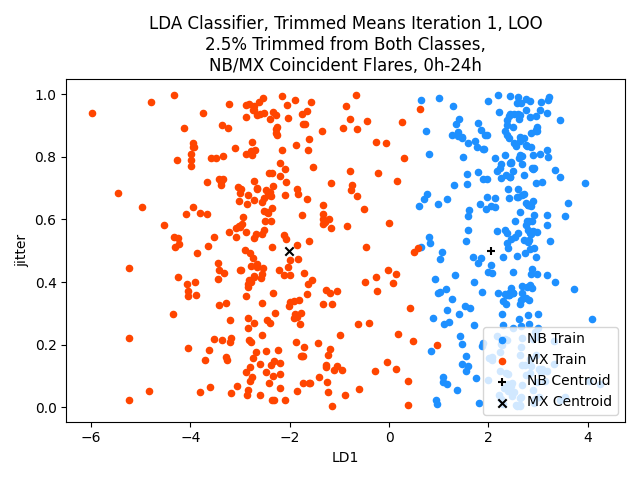 LDA Classifier, Trimmed Means Iteration 1, LOO
2.5% Trimmed from Both Classes,
NB/MX Coincident Flares, 0h-24h
1.0
0.8
0.6
0.4
0.2
0.0
jitter
−6
−4
−2
0
2
4
LD1
NB Train
MX Train
NB Centroid
MX Centroid